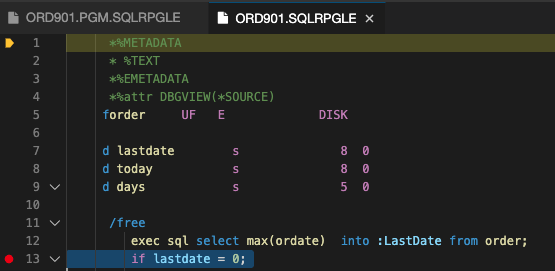 ORD901.PGM.SQLRPGLE ORD901.SQLRPGLE
1 *%METADATA
2 * %TEXT
3 *%EMETADATA
4 *%attr DBGVIEW(*SOURCE)
5 forder UF E DISK
6
7 d lastdate s 8 0
8 d today s 8 0
9 d days s 5 0
10
11 /free
12 exec sql select max(ordate) into :LastDate from order;
13 if lastdate = 0;